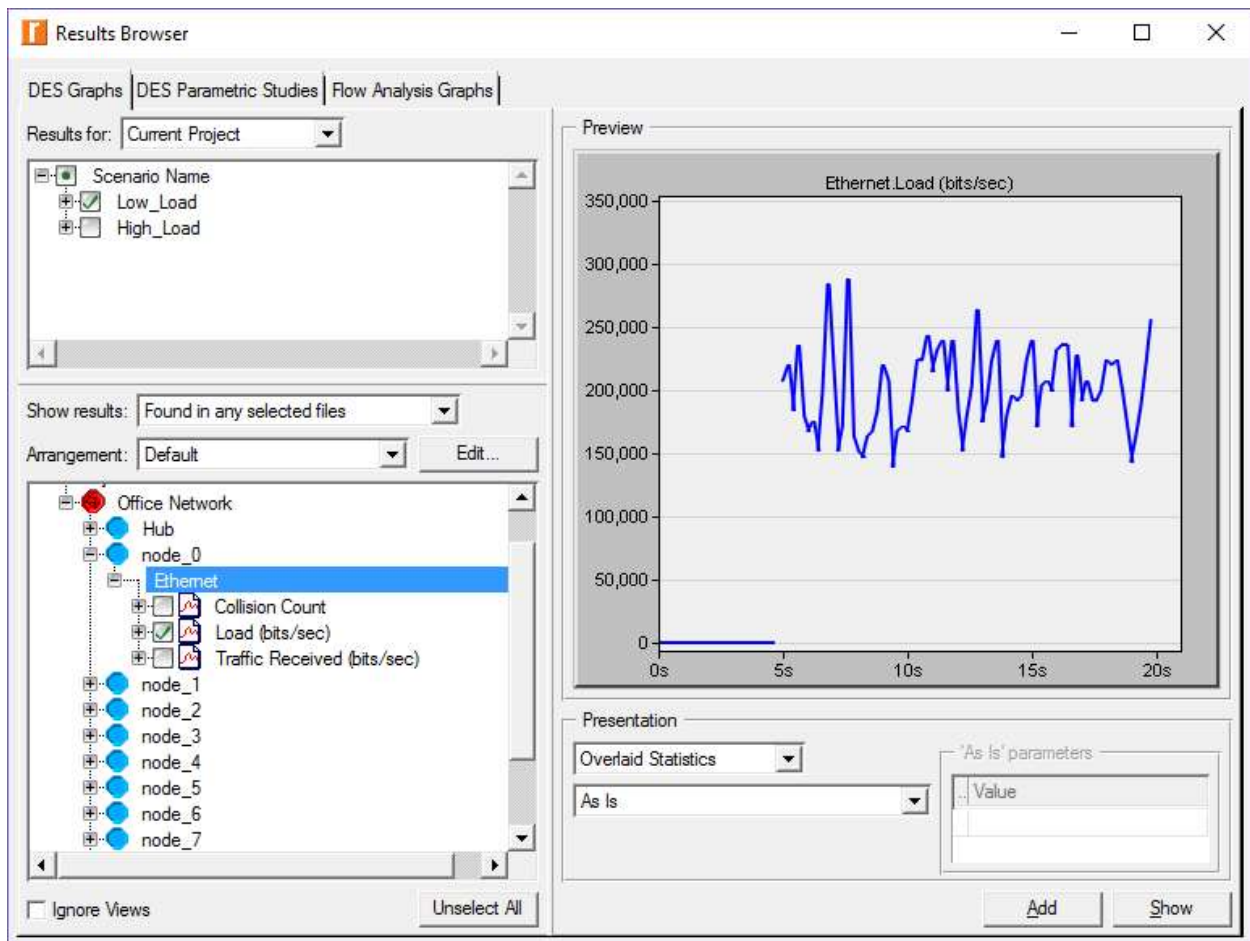 Results Browser
DES Graphs DES Parametric Studies Flow Analysis Graphs
Results for: Current Project
Scenario Name
Low_Load
High_Load
Show results: Found in any selected files
Arrangement: Default Edit...
Office Network
Hub
node_0
Ethernet
Collision Count
Load (bits/sec)
Traffic Received (bits/sec)
node_1
node_2
node_3
node_4
node_5
node_6
node_7
Ignore Views Unselect All
Preview
Ethernet.Load (bits/sec)
350,000
300,000
250,000
200,000
150,000
100,000
50,000
0
0s 5s 10s 15s 20s
Presentation
Overlaid Statistics
As Is
'As Is' parameters
.. Value
Add Show